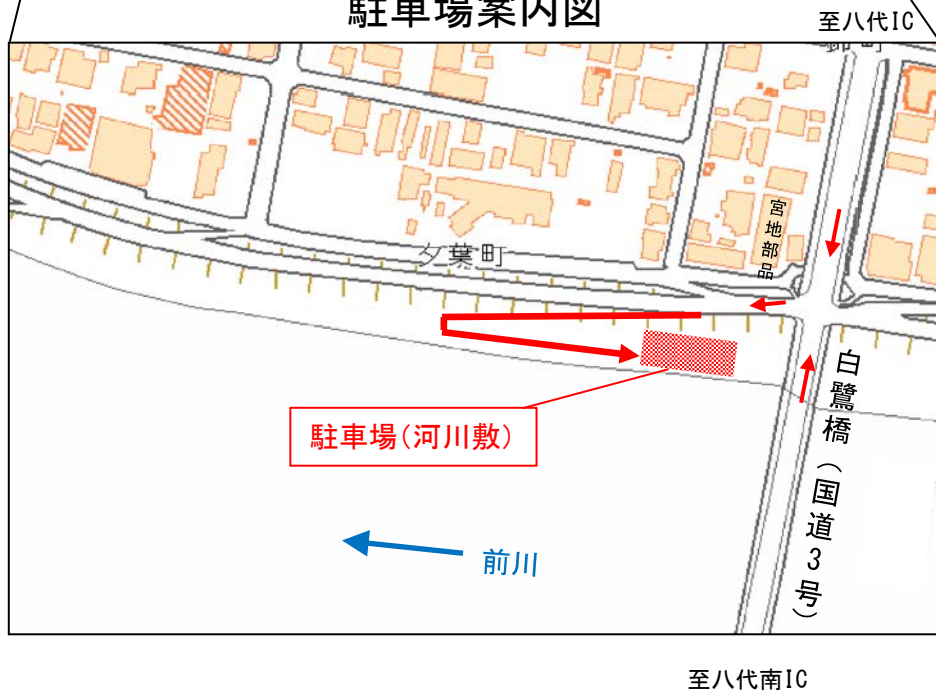 駐車場案内図
至八代IC
宮地部品
夕葉町
白鷺橋(国道3号)
駐車場(河川敷)
前川
至八代南IC